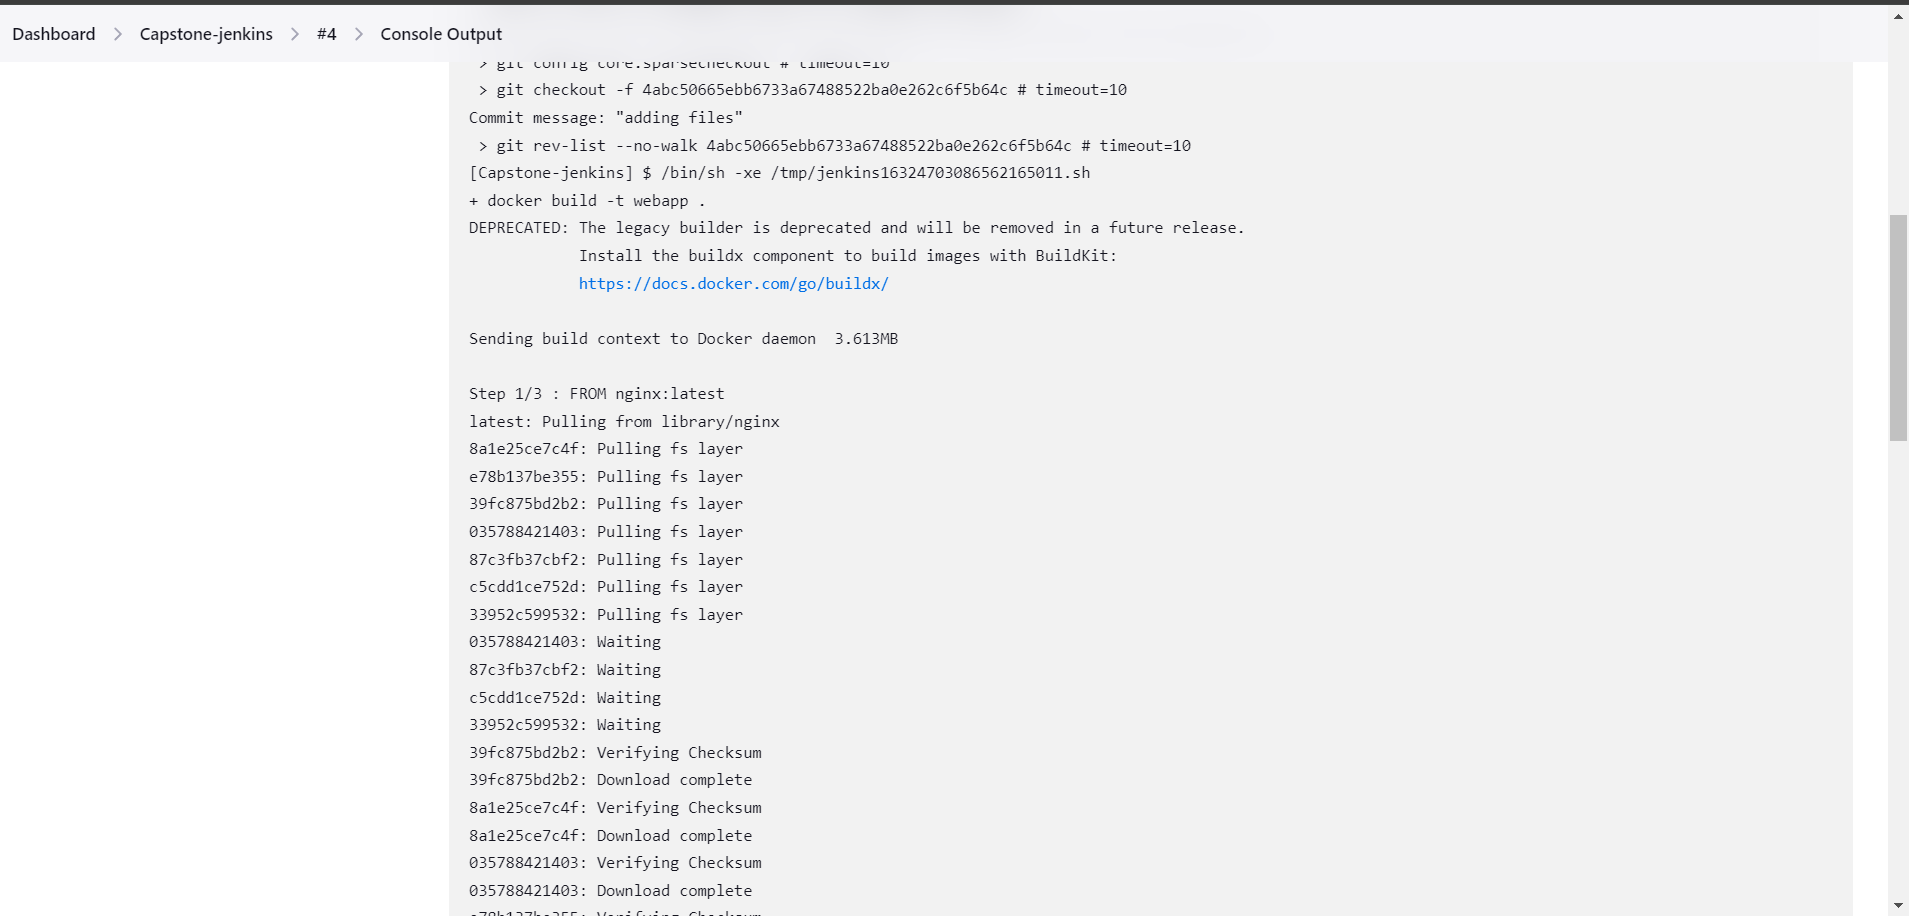 Dashboard > Capstone-jenkins > #4 > Console Output
> git config core.sparsecheckout # timeout=10
> git checkout -f 4abc50665ebb6733a67488522ba0e262c6f5b64c # timeout=10
Commit message: "adding files"
> git rev-list --no-walk 4abc50665ebb6733a67488522ba0e262c6f5b64c # timeout=10
[Capstone-jenkins] $ /bin/sh -xe /tmp/jenkins16324703086562165011.sh
+ docker build -t webapp .
DEPRECATED: The legacy builder is deprecated and will be removed in a future release.
Install the buildx component to build images with BuildKit:
https://docs.docker.com/go/buildx/
Sending build context to Docker daemon  3.613MB
Step 1/3 : FROM nginx:latest
latest: Pulling from library/nginx
8a1e25ce7c4f: Pulling fs layer
e78b137be355: Pulling fs layer
39fc875bd2b2: Pulling fs layer
035788421403: Pulling fs layer
87c3fb37cbf2: Pulling fs layer
c5cdd1ce752d: Pulling fs layer
33952c599532: Pulling fs layer
035788421403: Waiting
87c3fb37cbf2: Waiting
c5cdd1ce752d: Waiting
33952c599532: Waiting
39fc875bd2b2: Verifying Checksum
39fc875bd2b2: Download complete
8a1e25ce7c4f: Verifying Checksum
8a1e25ce7c4f: Download complete
035788421403: Verifying Checksum
035788421403: Download complete
e78b137be355: Verifying Checksum